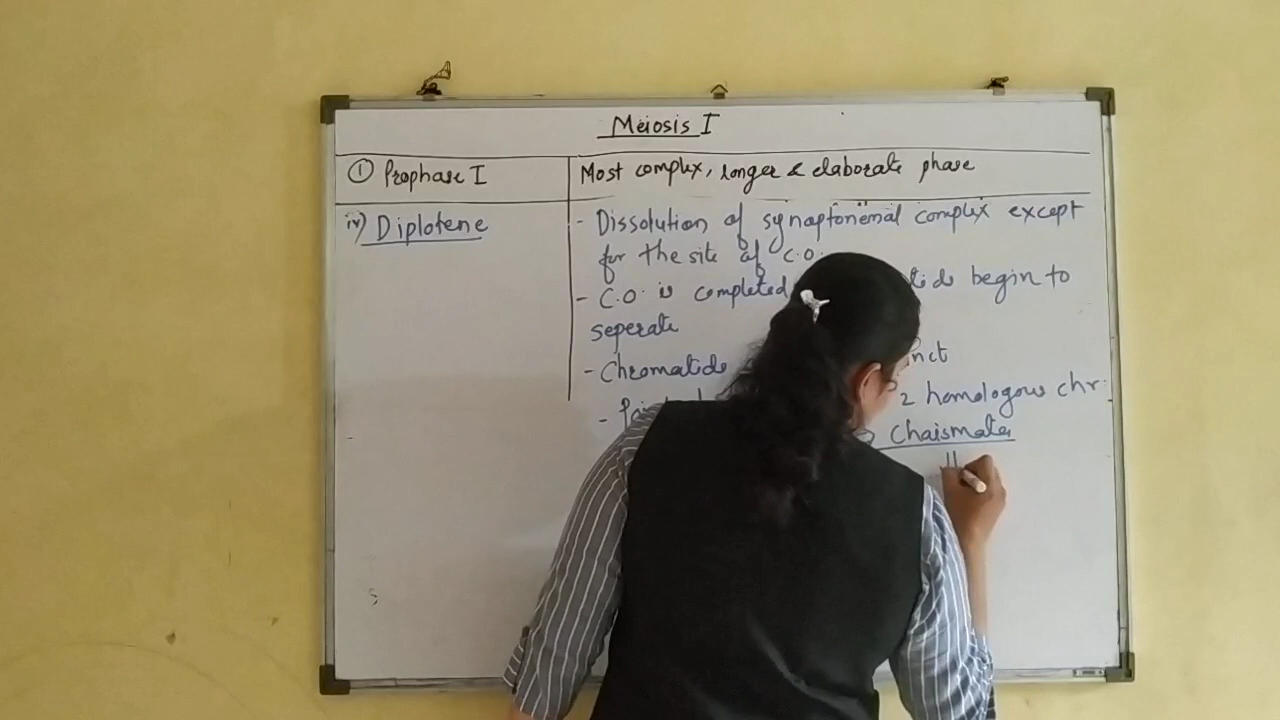 Meiosis I
① Prophase I
Most complex, longer & elaborate phase
iv) Diplotene
- Dissolution of synaptonemal complex except
for the site of C.O.
- C.O. is completed begin to
seperate
- Chromatids
2 homologous chr.
Chaismata